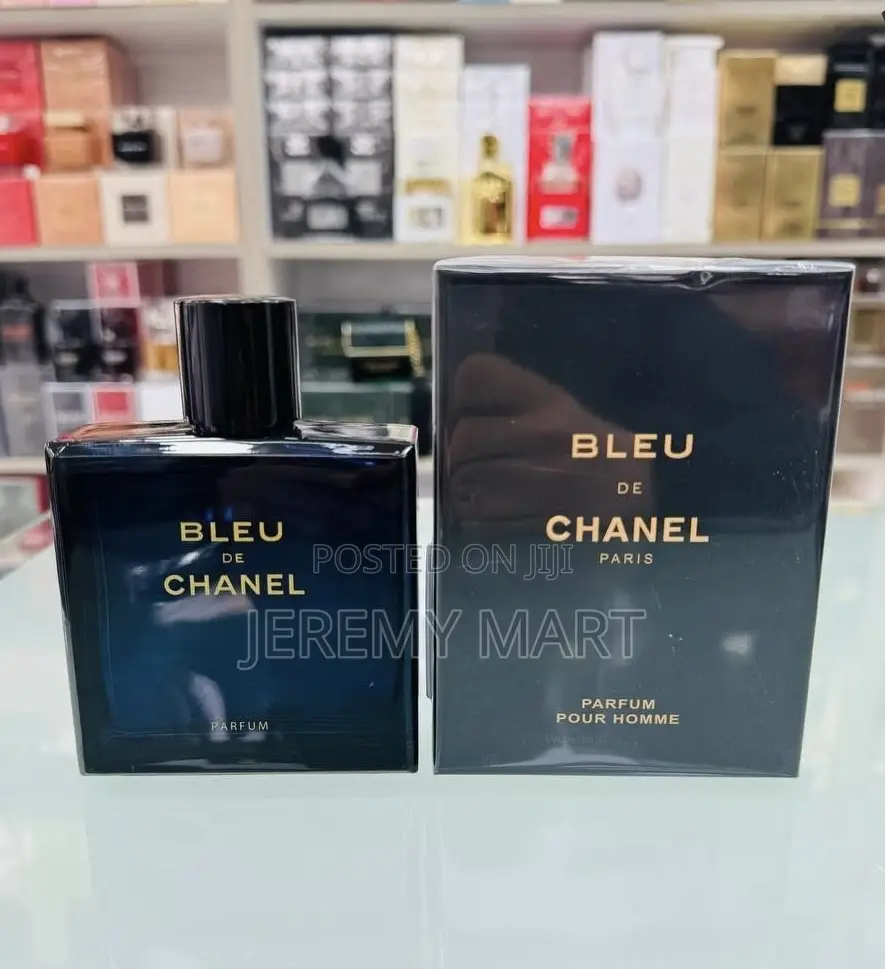 BLEU
DE
CHANEL
PARFUM
BLEU
DE
CHANEL
PARIS
PARFUM
POUR HOMME
POSTED ON JIJI
JEREMY MART